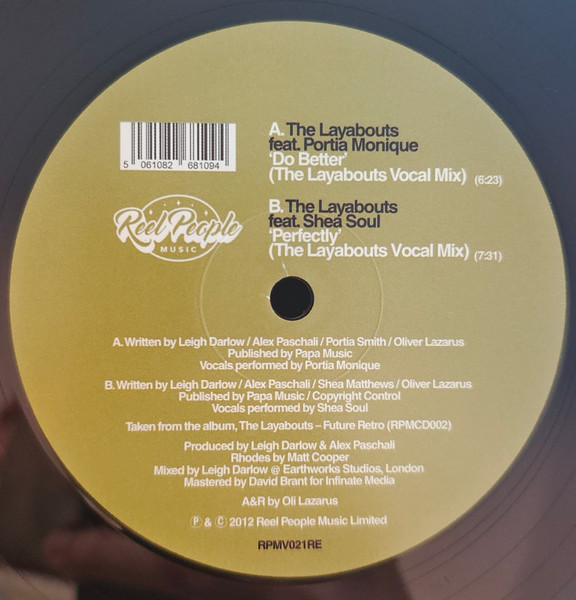 5 061082 681094
Reel People
MUSIC
A. The Layabouts
feat. Portia Monique
‘Do Better’
(The Layabouts Vocal Mix) (6:23)
B. The Layabouts
feat. Shea Soul
‘Perfectly’
(The Layabouts Vocal Mix) (7:31)
A. Written by Leigh Darlow / Alex Paschali / Portia Smith / Oliver Lazarus
Published by Papa Music
Vocals performed by Portia Monique
B. Written by Leigh Darlow / Alex Paschali / Shea Matthews / Oliver Lazarus
Published by Papa Music / Copyright Control
Vocals performed by Shea Soul
Taken from the album, The Layabouts – Future Retro (RPMCD002)
Produced by Leigh Darlow & Alex Paschali
Rhodes by Matt Cooper
Mixed by Leigh Darlow @ Earthworks Studios, London
Mastered by David Brant for Infinate Media
A&R by Oli Lazarus
Ⓟ & Ⓒ 2012 Reel People Music Limited
RPMV021RE